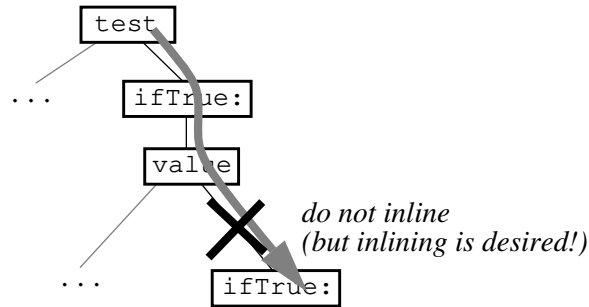 test
...
ifTrue:
value
do not inline
(but inlining is desired!)
...
ifTrue: